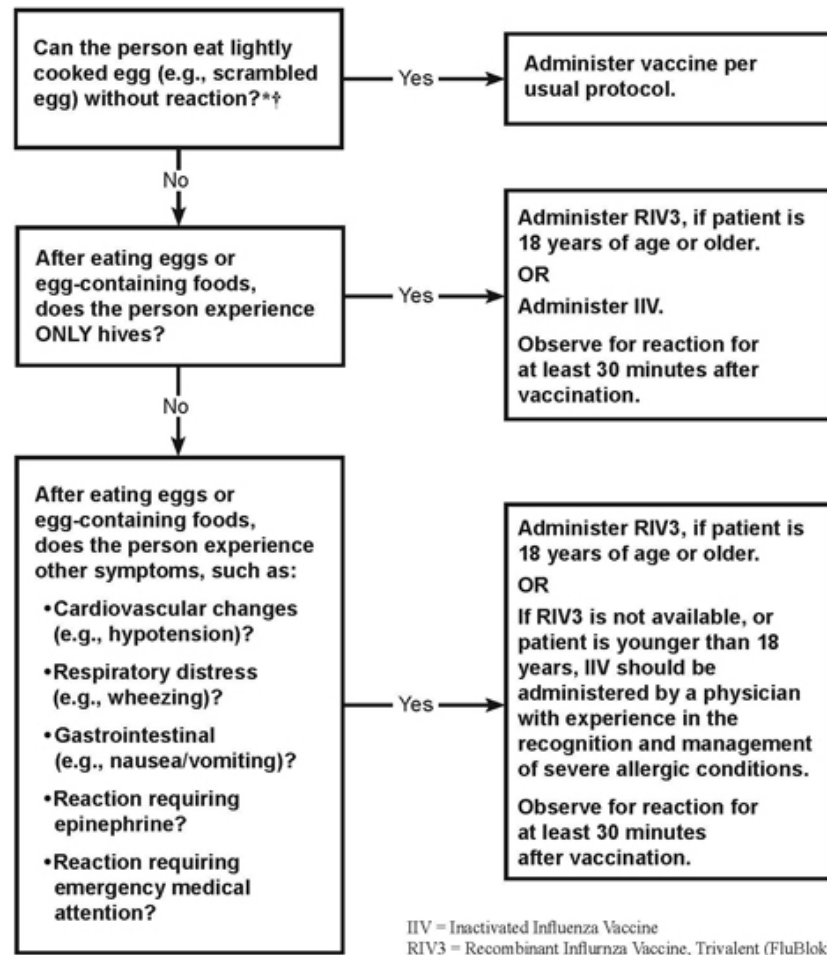 Can the person eat lightly
cooked egg (e.g., scrambled
egg) without reaction?*†
Yes
Administer vaccine per
usual protocol.
No
After eating eggs or
egg-containing foods,
does the person experience
ONLY hives?
Yes
Administer RIV3, if patient is
18 years of age or older.
OR
Administer IIV.
Observe for reaction for
at least 30 minutes after
vaccination.
No
After eating eggs or
egg-containing foods,
does the person experience
other symptoms, such as:
•Cardiovascular changes
(e.g., hypotension)?
•Respiratory distress
(e.g., wheezing)?
•Gastrointestinal
(e.g., nausea/vomiting)?
•Reaction requiring
epinephrine?
•Reaction requiring
emergency medical
attention?
Yes
Administer RIV3, if patient is
18 years of age or older.
OR
If RIV3 is not available, or
patient is younger than 18
years, IIV should be
administered by a physician
with experience in the
recognition and management
of severe allergic conditions.
Observe for reaction for
at least 30 minutes
after vaccination.
IIV = Inactivated Influenza Vaccine
RIV3 = Recombinant Influrnza Vaccine, Trivalent (FluBlok